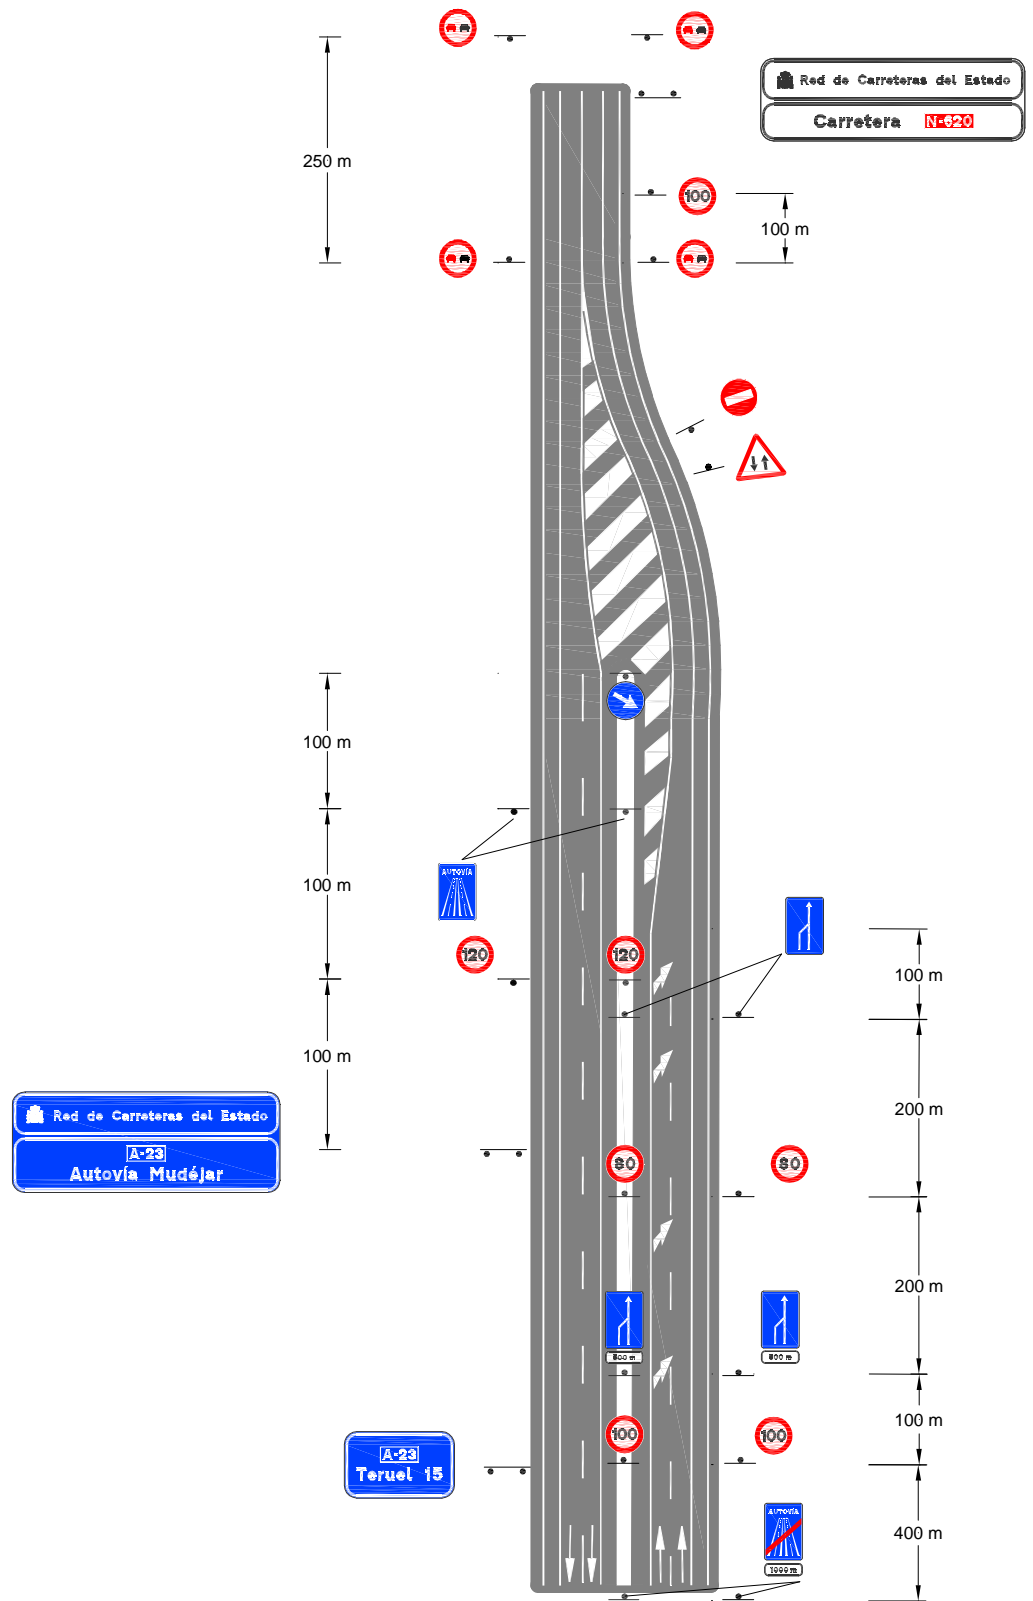 Red de Carreteras del Estado
Carretera N-620
250 m
100
100 m
100 m
100 m
AUTOVÍA
120
120
100 m
100 m
200 m
Red de Carreteras del Estado
A-23
Autovía Mudéjar
80
80
200 m
500 m
500 m
100 m
100
100
A-23
Teruel 15
AUTOVÍA
400 m
1000 m